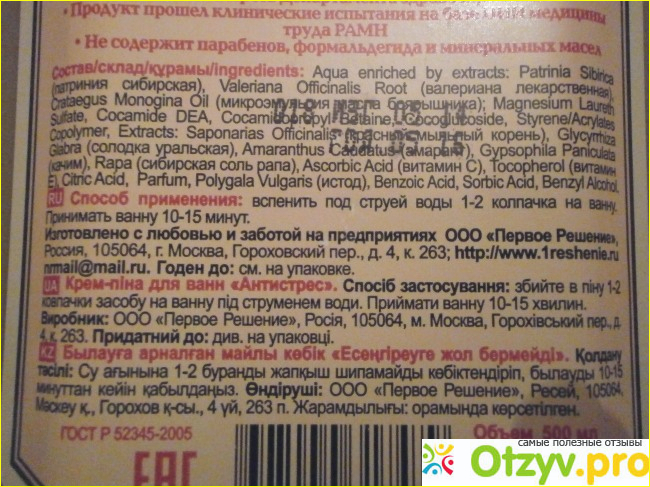 • Продукт прошел клинические испытания на базе НИИ медицины
труда РАМН
• Не содержит парабенов, формальдегида и минеральных масел
Состав/склад/құрамы/ingredients: Aqua enriched by extracts: Patrinia Sibirica
(патриния сибирская), Valeriana Officinalis Root (валериана лекарственная),
Crataegus Monogina Oil (микроэмульсия масла боярышника); Magnesium Laureth
Sulfate, Cocamide DEA, Cocamidopropyl Betaine, Cocoglucoside, Styrene/Acrylates
Copolymer, Extracts: Saponarias Officinalis (красный мыльный корень), Glycyrrhiza
Glabra (солодка уральская), Amaranthus Caudatus (амарант), Gypsophila Paniculata
(качим), Rapa (сибирская соль рапа), Ascorbic Acid (витамин С), Tocopherol (витамин
Е), Citric Acid, Parfum, Polygala Vulgaris (истод), Benzoic Acid, Sorbic Acid, Benzyl Alcohol.
RU Способ применения: вспенить под струей воды 1-2 колпачка на ванну.
Принимать ванну 10-15 минут.
Изготовлено с любовью и заботой на предприятиях ООО «Первое Решение»,
Россия, 105064, г. Москва, Гороховский пер., д. 4, к. 263; http://www.1reshenie.ru
nrmail@mail.ru. Годен до: см. на упаковке.
UA Крем-піна для ванн «Антистрес». Спосіб застосування: збийте в піну 1-2
ковпачки засобу на ванну під струменем води. Приймати ванну 10-15 хвилин.
Виробник: ООО «Первое Решение», Росія, 105064, м. Москва, Горохівський пер., д.
4, к. 263. Придатний до: див. на упаковці.
KZ Былауға арналған майлы көбік «Есеңгіреуге жол бермейді». Қолдану
тәсілі: Су ағынына 1-2 буранды жапқыш шипамайды көбіктендіріп, былауды 10-15
минуттан кейін қабылдаңыз. Өндіруші: ООО «Первое Решение», Ресей, 105064,
Мәскеу қ., Горохов қ-сы., 4 үй, 263 п. Жарамдылығы: орамында көрсетілген.
ГОСТ Р 52345-2005
Объем. 500 мл
EAC
самые полезные отзывы
Otzyv.pro